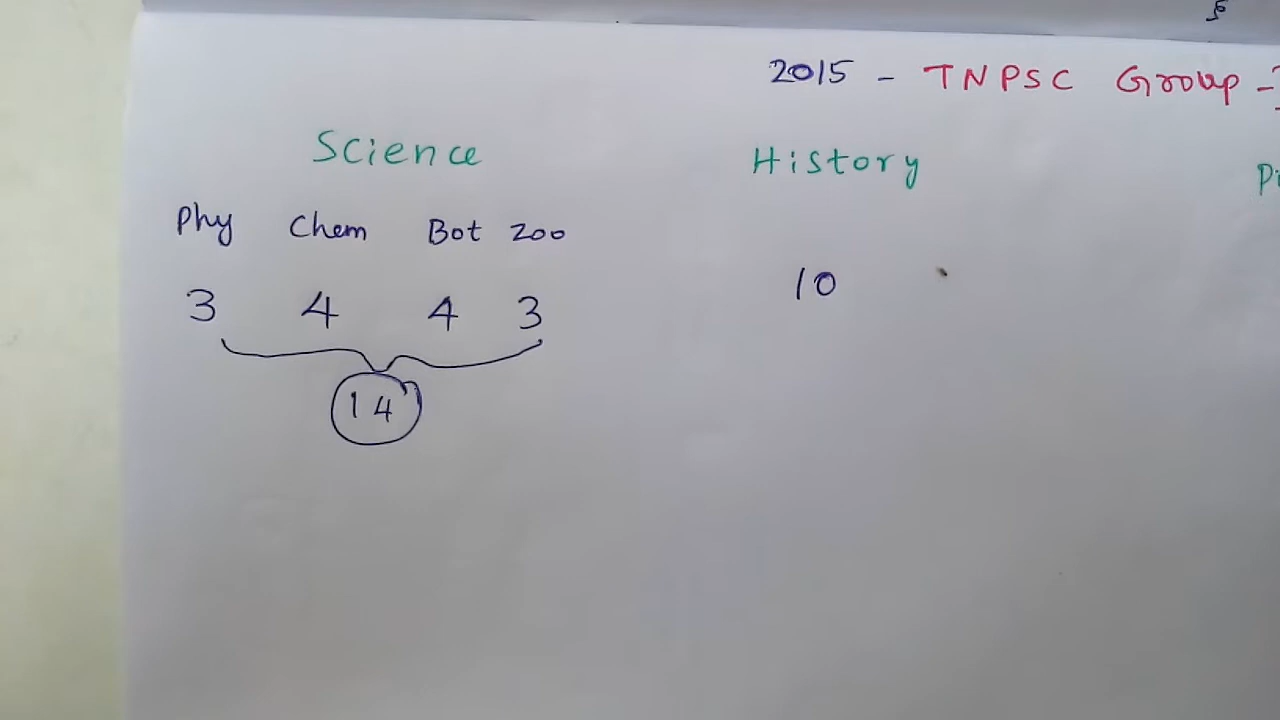 2015 - TNPSC Group -
Science
History
Phy Chem Bot Zoo
3 4 4 3
10
14